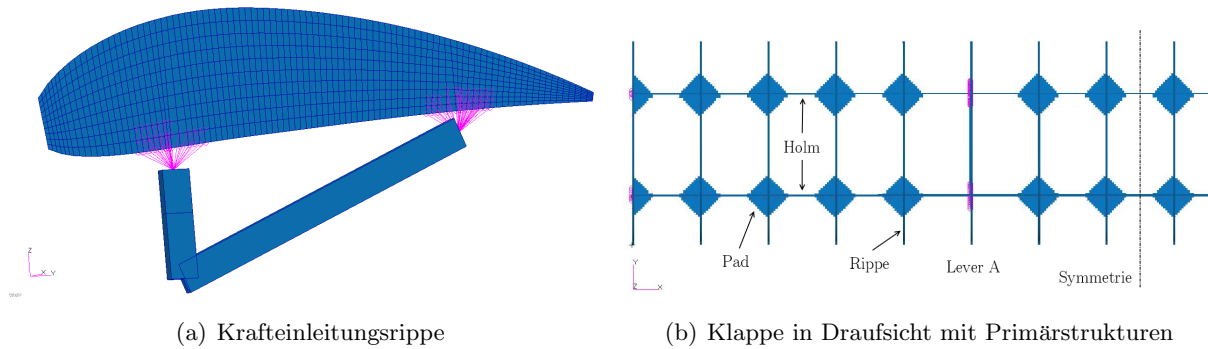 Z
X Y
Holm
Pad
Rippe
Lever A
Symmetrie
Y
Z X
(a) Krafteinleitungsrippe
(b) Klappe in Draufsicht mit Primärstrukturen